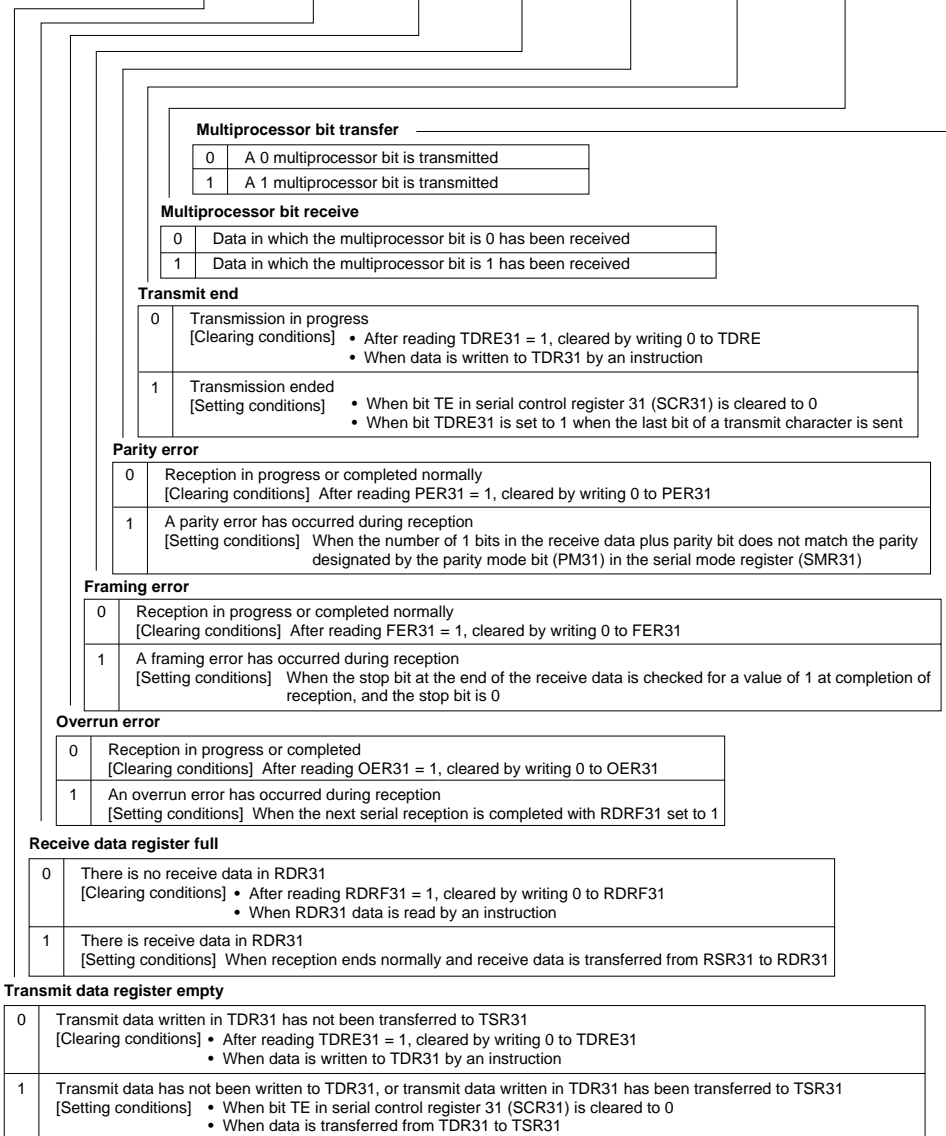 Multiprocessor bit transfer
0 A 0 multiprocessor bit is transmitted
1 A 1 multiprocessor bit is transmitted
Multiprocessor bit receive
0 Data in which the multiprocessor bit is 0 has been received
1 Data in which the multiprocessor bit is 1 has been received
Transmit end
0 Transmission in progress
[Clearing conditions] • After reading TDRE31 = 1, cleared by writing 0 to TDRE
• When data is written to TDR31 by an instruction
1 Transmission ended
[Setting conditions] • When bit TE in serial control register 31 (SCR31) is cleared to 0
• When bit TDRE31 is set to 1 when the last bit of a transmit character is sent
Parity error
0 Reception in progress or completed normally
[Clearing conditions] After reading PER31 = 1, cleared by writing 0 to PER31
1 A parity error has occurred during reception
[Setting conditions] When the number of 1 bits in the receive data plus parity bit does not match the parity
designated by the parity mode bit (PM31) in the serial mode register (SMR31)
Framing error
0 Reception in progress or completed normally
[Clearing conditions] After reading FER31 = 1, cleared by writing 0 to FER31
1 A framing error has occurred during reception
[Setting conditions] When the stop bit at the end of the receive data is checked for a value of 1 at completion of
reception, and the stop bit is 0
Overrun error
0 Reception in progress or completed
[Clearing conditions] After reading OER31 = 1, cleared by writing 0 to OER31
1 An overrun error has occurred during reception
[Setting conditions] When the next serial reception is completed with RDRF31 set to 1
Receive data register full
0 There is no receive data in RDR31
[Clearing conditions] • After reading RDRF31 = 1, cleared by writing 0 to RDRF31
• When RDR31 data is read by an instruction
1 There is receive data in RDR31
[Setting conditions] When reception ends normally and receive data is transferred from RSR31 to RDR31
Transmit data register empty
0 Transmit data written in TDR31 has not been transferred to TSR31
[Clearing conditions] • After reading TDRE31 = 1, cleared by writing 0 to TDRE31
• When data is written to TDR31 by an instruction
1 Transmit data has not been written to TDR31, or transmit data written in TDR31 has been transferred to TSR31
[Setting conditions] • When bit TE in serial control register 31 (SCR31) is cleared to 0
• When data is transferred from TDR31 to TSR31